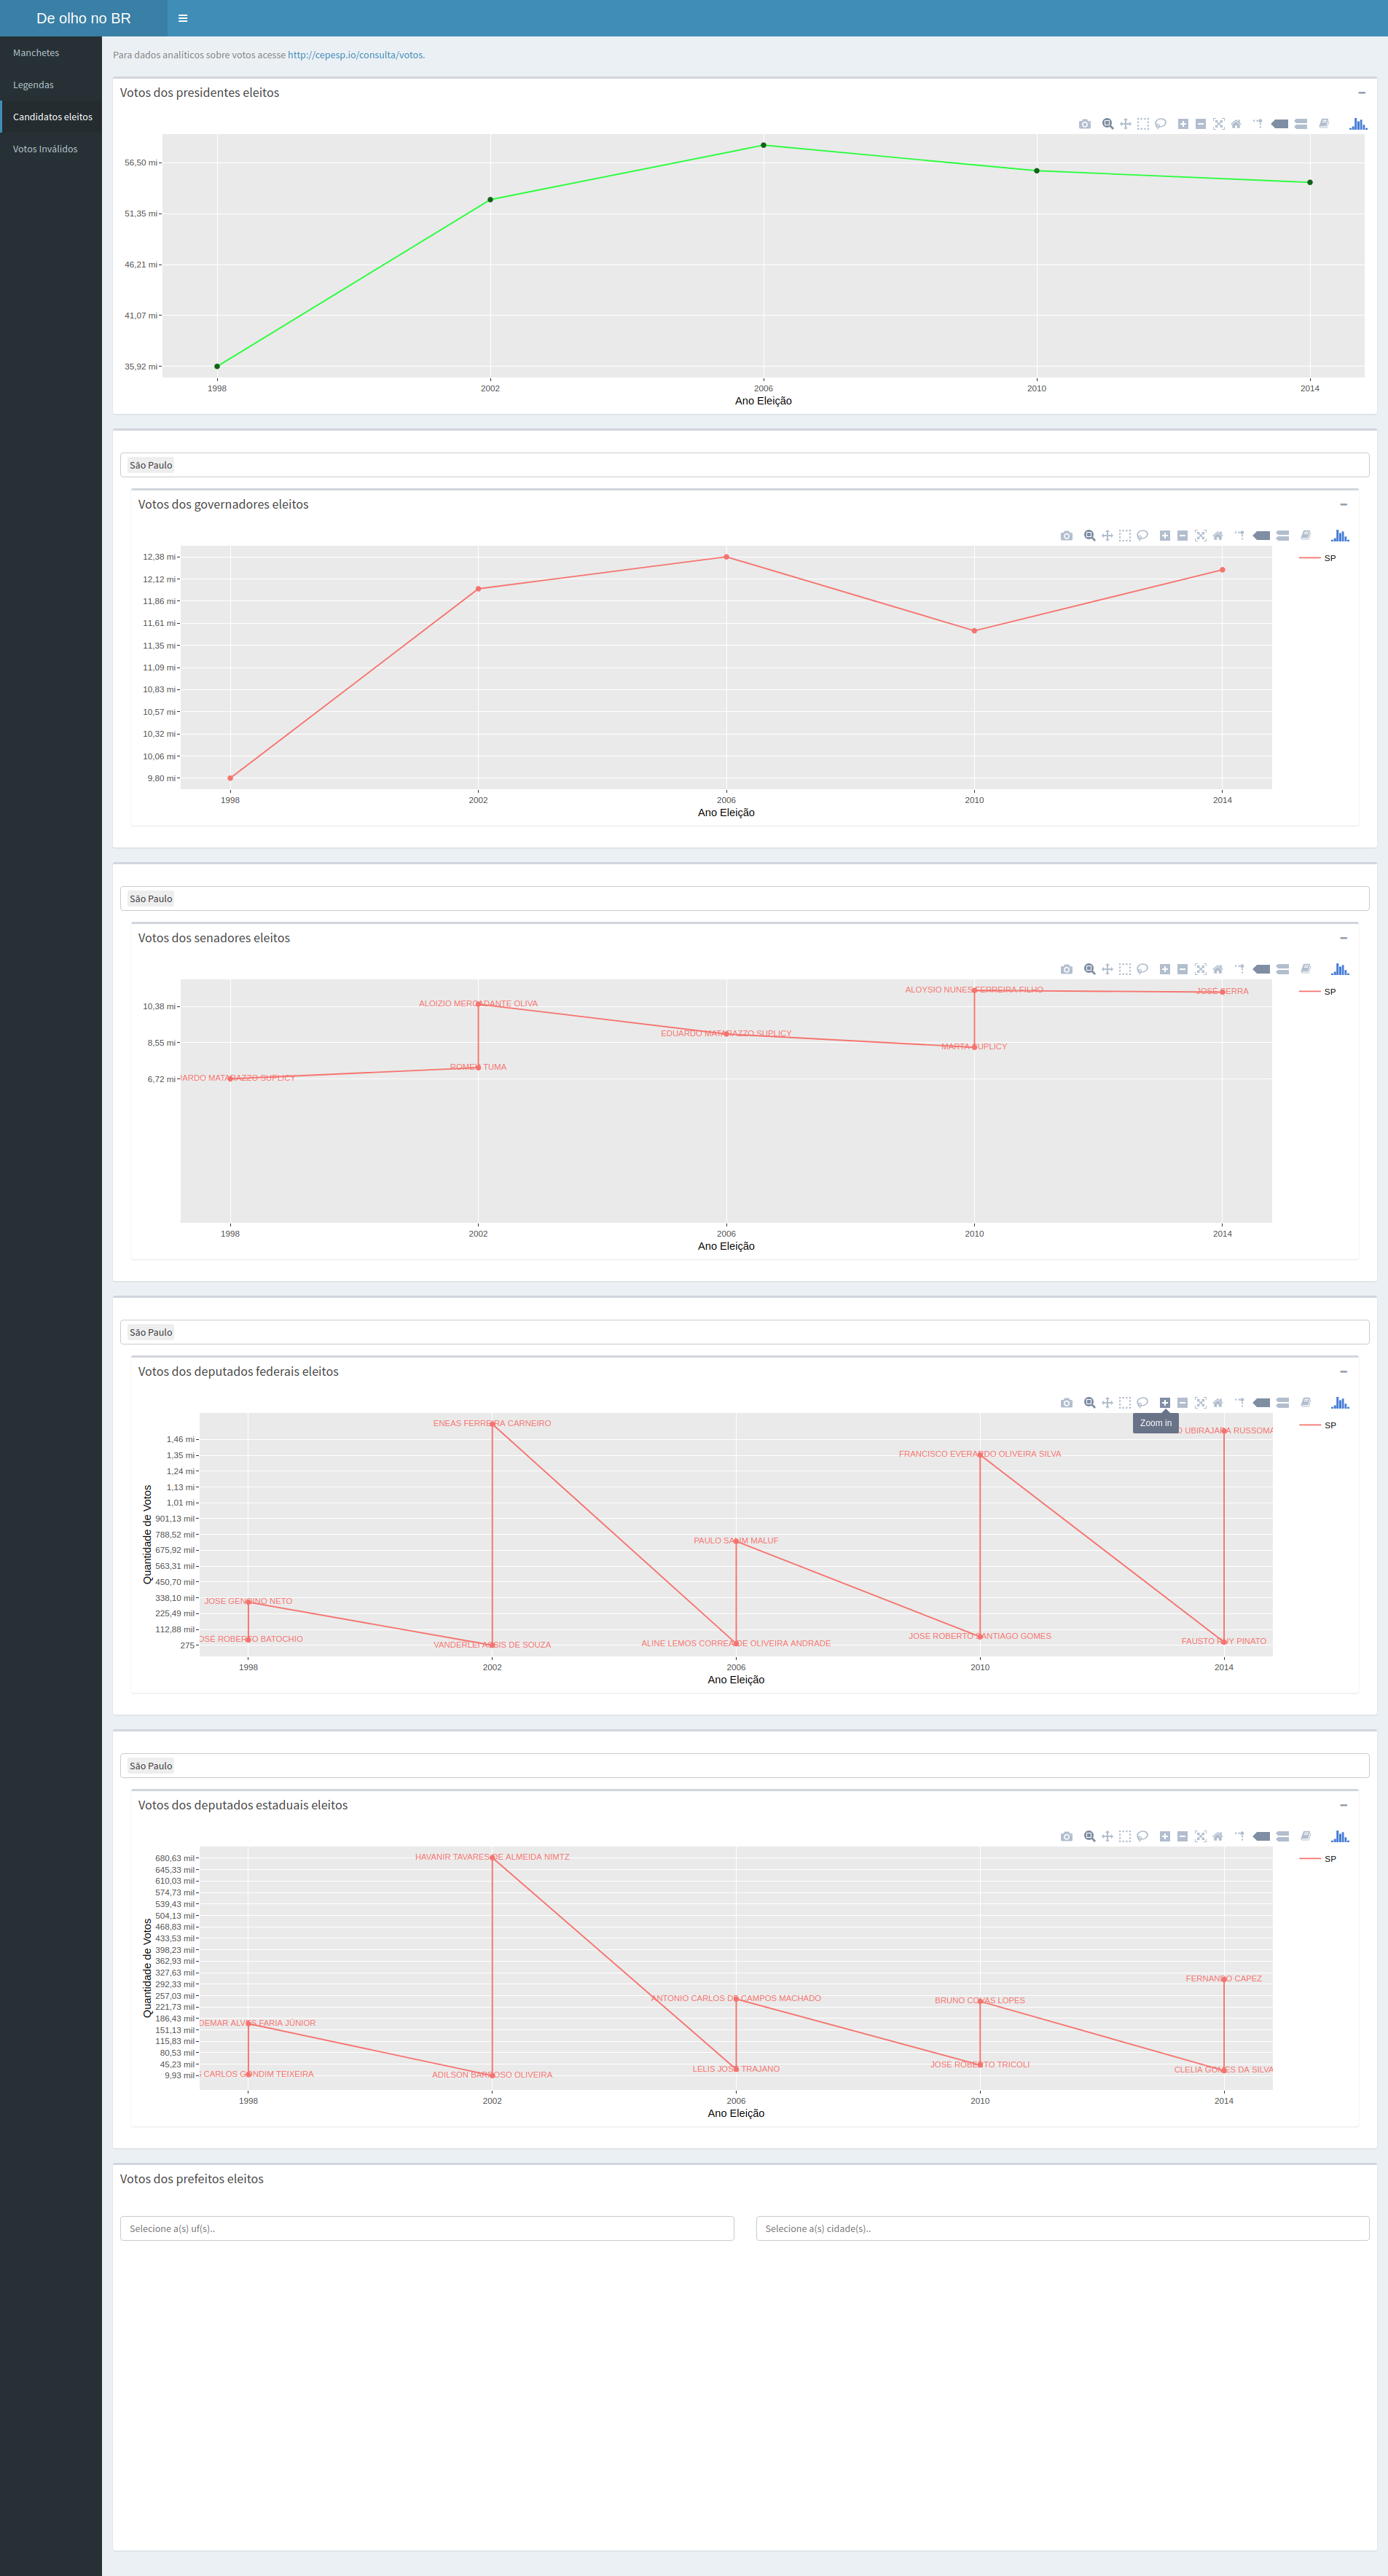 De olho no BR
Manchetes
Legendas
Candidatos eleitos
Votos Inválidos
Para dados analíticos sobre votos acesse http://cepesp.io/consulta/votos.
Votos dos presidentes eleitos
56,50 mi
51,35 mi
46,21 mi
41,07 mi
35,92 mi
1998 2002 2006 2010 2014
Ano Eleição
São Paulo
Votos dos governadores eleitos
SP
12,38 mi
12,12 mi
11,86 mi
11,61 mi
11,35 mi
11,09 mi
10,83 mi
10,57 mi
10,32 mi
10,06 mi
9,80 mi
1998 2002 2006 2010 2014
Ano Eleição
São Paulo
Votos dos senadores eleitos
ALOYSIO NUNES FERREIRA FILHO JOSÉ SERRA SP
10,38 mi ALOIZIO MERCADANTE OLIVA
EDUARDO MATARAZZO SUPLICY
8,55 mi MARTA SUPLICY
ROMEU TUMA
6,72 mi ARDO MATARAZZO SUPLICY
1998 2002 2006 2010 2014
Ano Eleição
São Paulo
Votos dos deputados federais eleitos
Zoom in
ENEAS FERREIRA CARNEIRO SP
O UBIRAJARA RUSSOMA
1,46 mi
1,35 mi FRANCISCO EVERARDO OLIVEIRA SILVA
1,24 mi
1,13 mi
1,01 mi
901,13 mil
788,52 mil
PAULO SALIM MALUF
675,92 mil
563,31 mil
450,70 mil
338,10 mil
JOSE GENOINO NETO
225,49 mil
112,88 mil
JOSE ROBERTO SANTIAGO GOMES
OSÉ ROBERTO BATOCHIO
FAUSTO RUY PINATO
ALINE LEMOS CORREA DE OLIVEIRA ANDRADE
275 VANDERLEI ASSIS DE SOUZA
Quantidade de Votos
1998 2002 2006 2010 2014
Ano Eleição
São Paulo
Votos dos deputados estaduais eleitos
680,63 mil HAVANIR TAVARES DE ALMEIDA NIMTZ SP
645,33 mil
610,03 mil
574,73 mil
539,43 mil
504,13 mil
468,83 mil
433,53 mil
398,23 mil
362,93 mil
327,63 mil
FERNANDO CAPEZ
292,33 mil
257,03 mil
ANTONIO CARLOS DE CAMPOS MACHADO
BRUNO COVAS LOPES
221,73 mil
186,43 mil
DEMAR ALVES FARIA JÚNIOR
151,13 mil
115,83 mil
80,53 mil
45,23 mil JOSÉ ROBERTO TRICOLI
LELIS JOSÉ TRAJANO
CLELIA GOMES DA SILVA
CARLOS GONDIM TEIXEIRA
9,93 mil ADILSON BARROSO OLIVEIRA
Quantidade de Votos
1998 2002 2006 2010 2014
Ano Eleição
Votos dos prefeitos eleitos
Selecione a(s) uf(s).. Selecione a(s) cidade(s)..